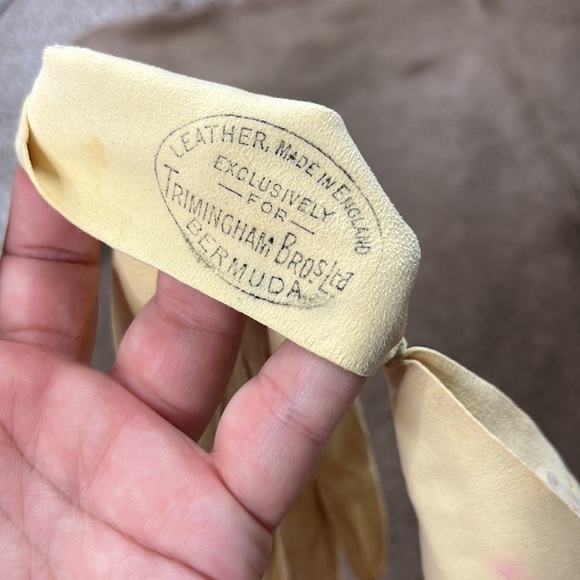 LEATHER, MADE IN ENGLAND
EXCLUSIVELY
— FOR —
TRIMINGHAM BROS. LTD
BERMUDA